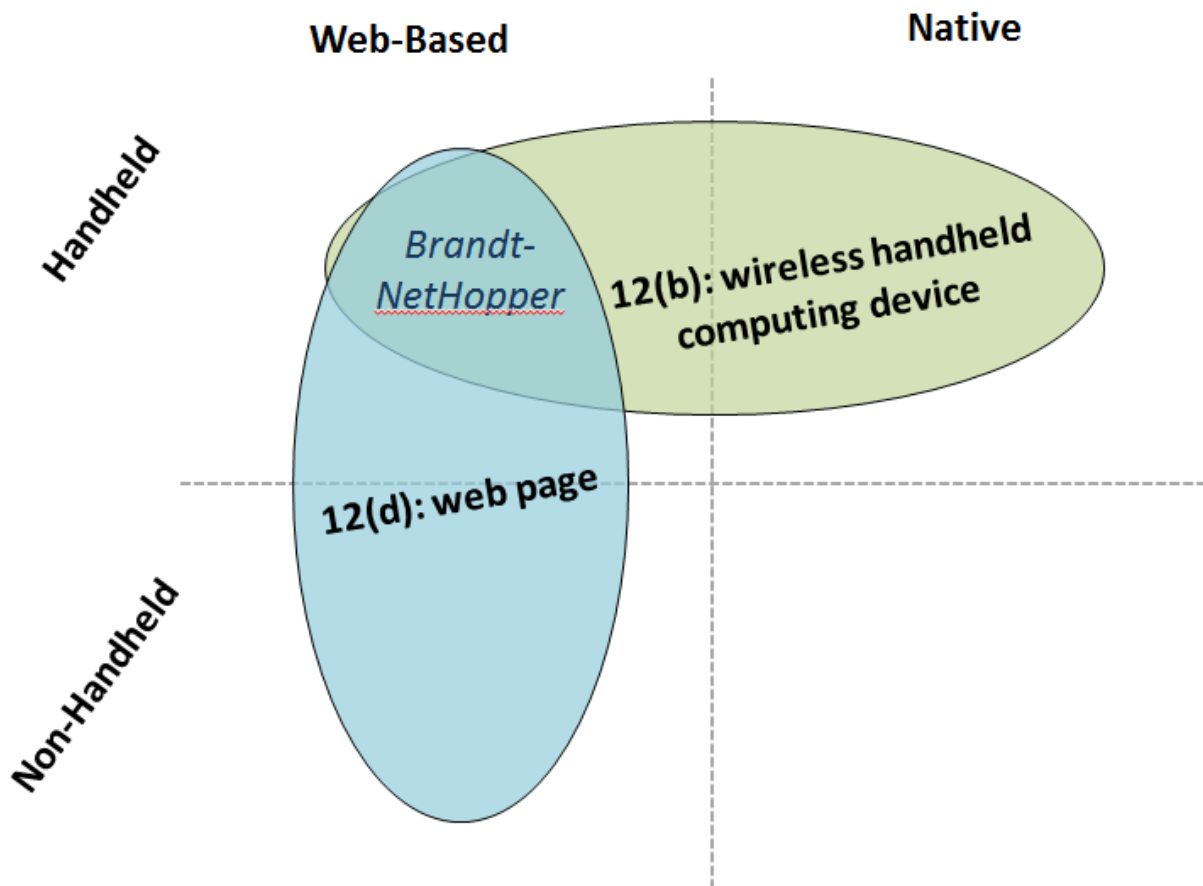 Web-Based
Native
Handheld
Brandt-
NetHopper
12(b): wireless handheld
computing device
12(d): web page
Non-Handheld